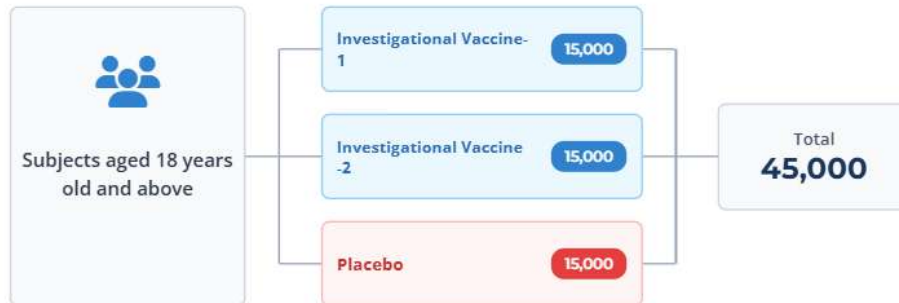 Subjects aged 18 years
old and above
Investigational Vaccine-
1
15,000
Investigational Vaccine
-2
15,000
Placebo
15,000
Total
45,000